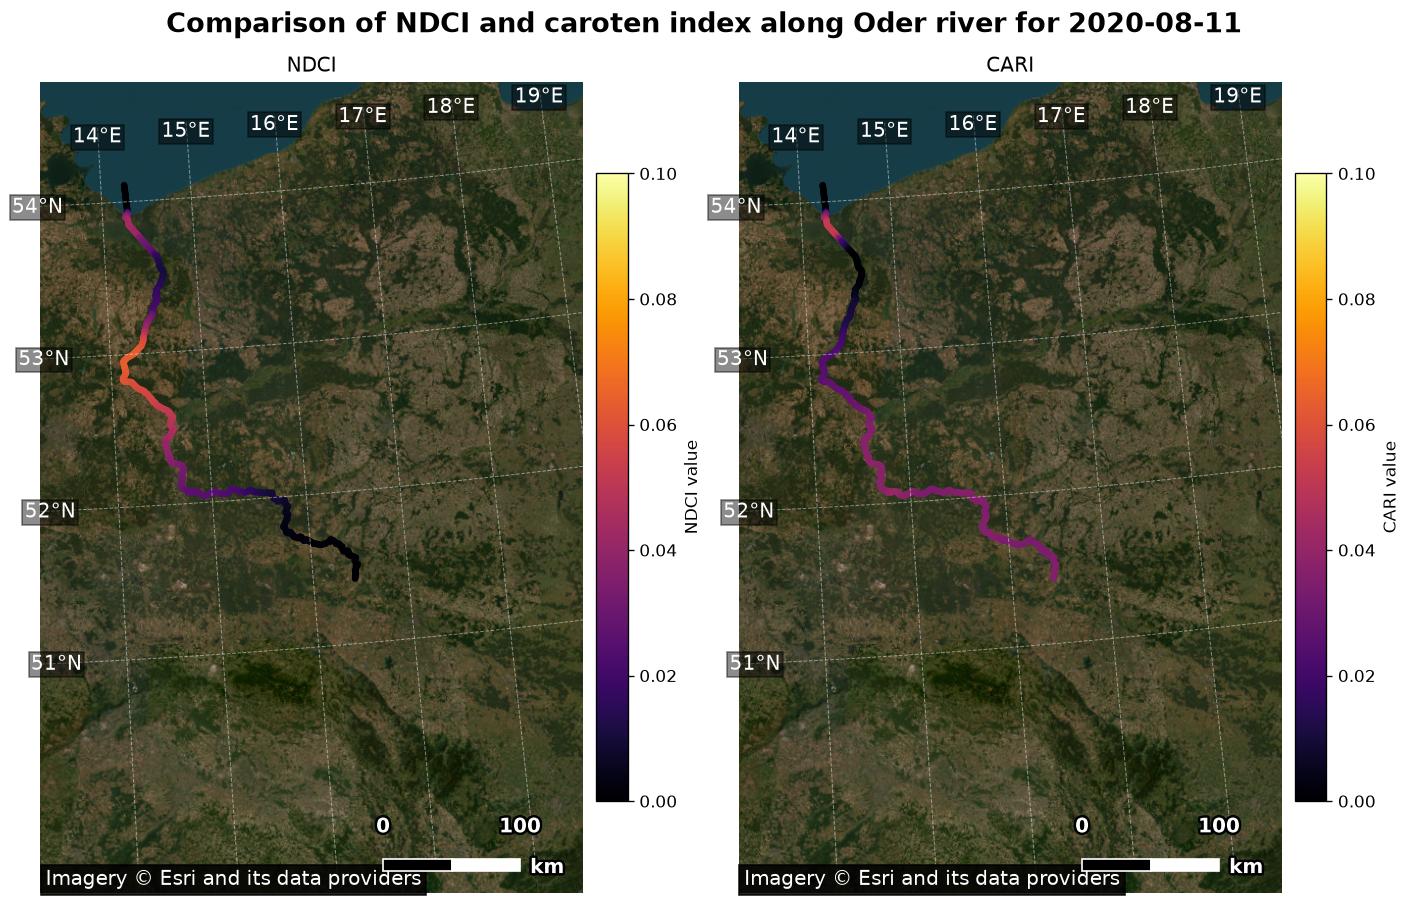 Comparison of NDCI and caroten index along Oder river for 2020-08-11
NDCI
14°E
15°E
16°E
17°E
18°E
19°E
54°N
53°N
52°N
51°N
0
100
km
Imagery © Esri and its data providers
0.10
0.08
0.06
0.04
0.02
0.00
NDCI value
CARI
14°E
15°E
16°E
17°E
18°E
19°E
54°N
53°N
52°N
51°N
0
100
km
Imagery © Esri and its data providers
0.10
0.08
0.06
0.04
0.02
0.00
CARI value